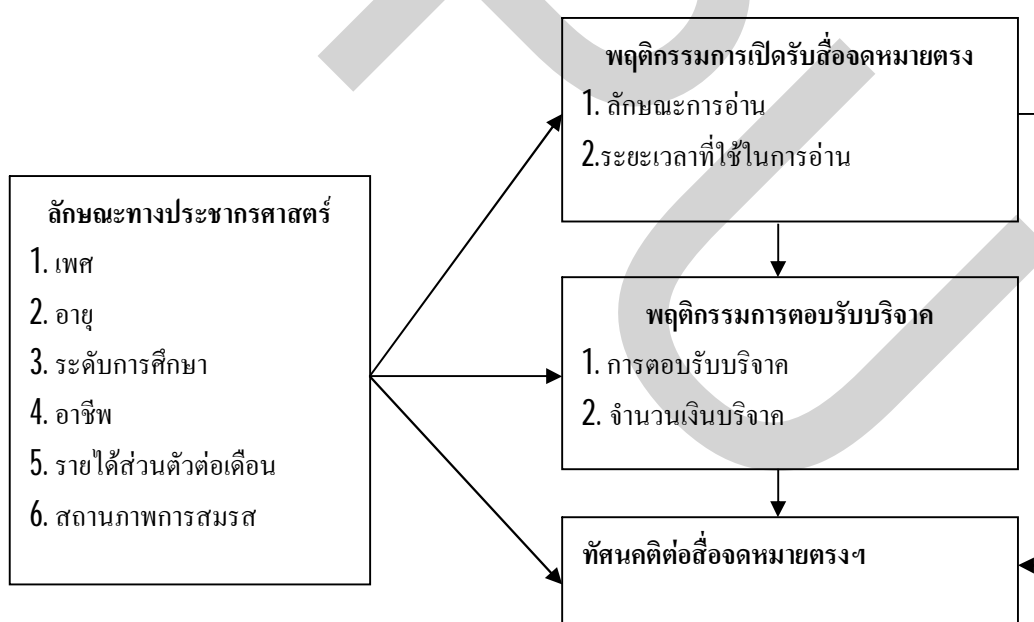 พฤติกรรมการเปิดรับสื่อจดหมายตรง
1. ลักษณะการอ่าน
2.ระยะเวลาที่ใช้ในการอ่าน
ลักษณะทางประชากรศาสตร์
1. เพศ
2. อายุ
3. ระดับการศึกษา
4. อาชีพ
5. รายได้ส่วนตัวต่อเดือน
6. สถานภาพการสมรส
พฤติกรรมการตอบรับบริจาค
1. การตอบรับบริจาค
2. จำนวนเงินบริจาค
ทัศนคติต่อสื่อจดหมายตรงฯ